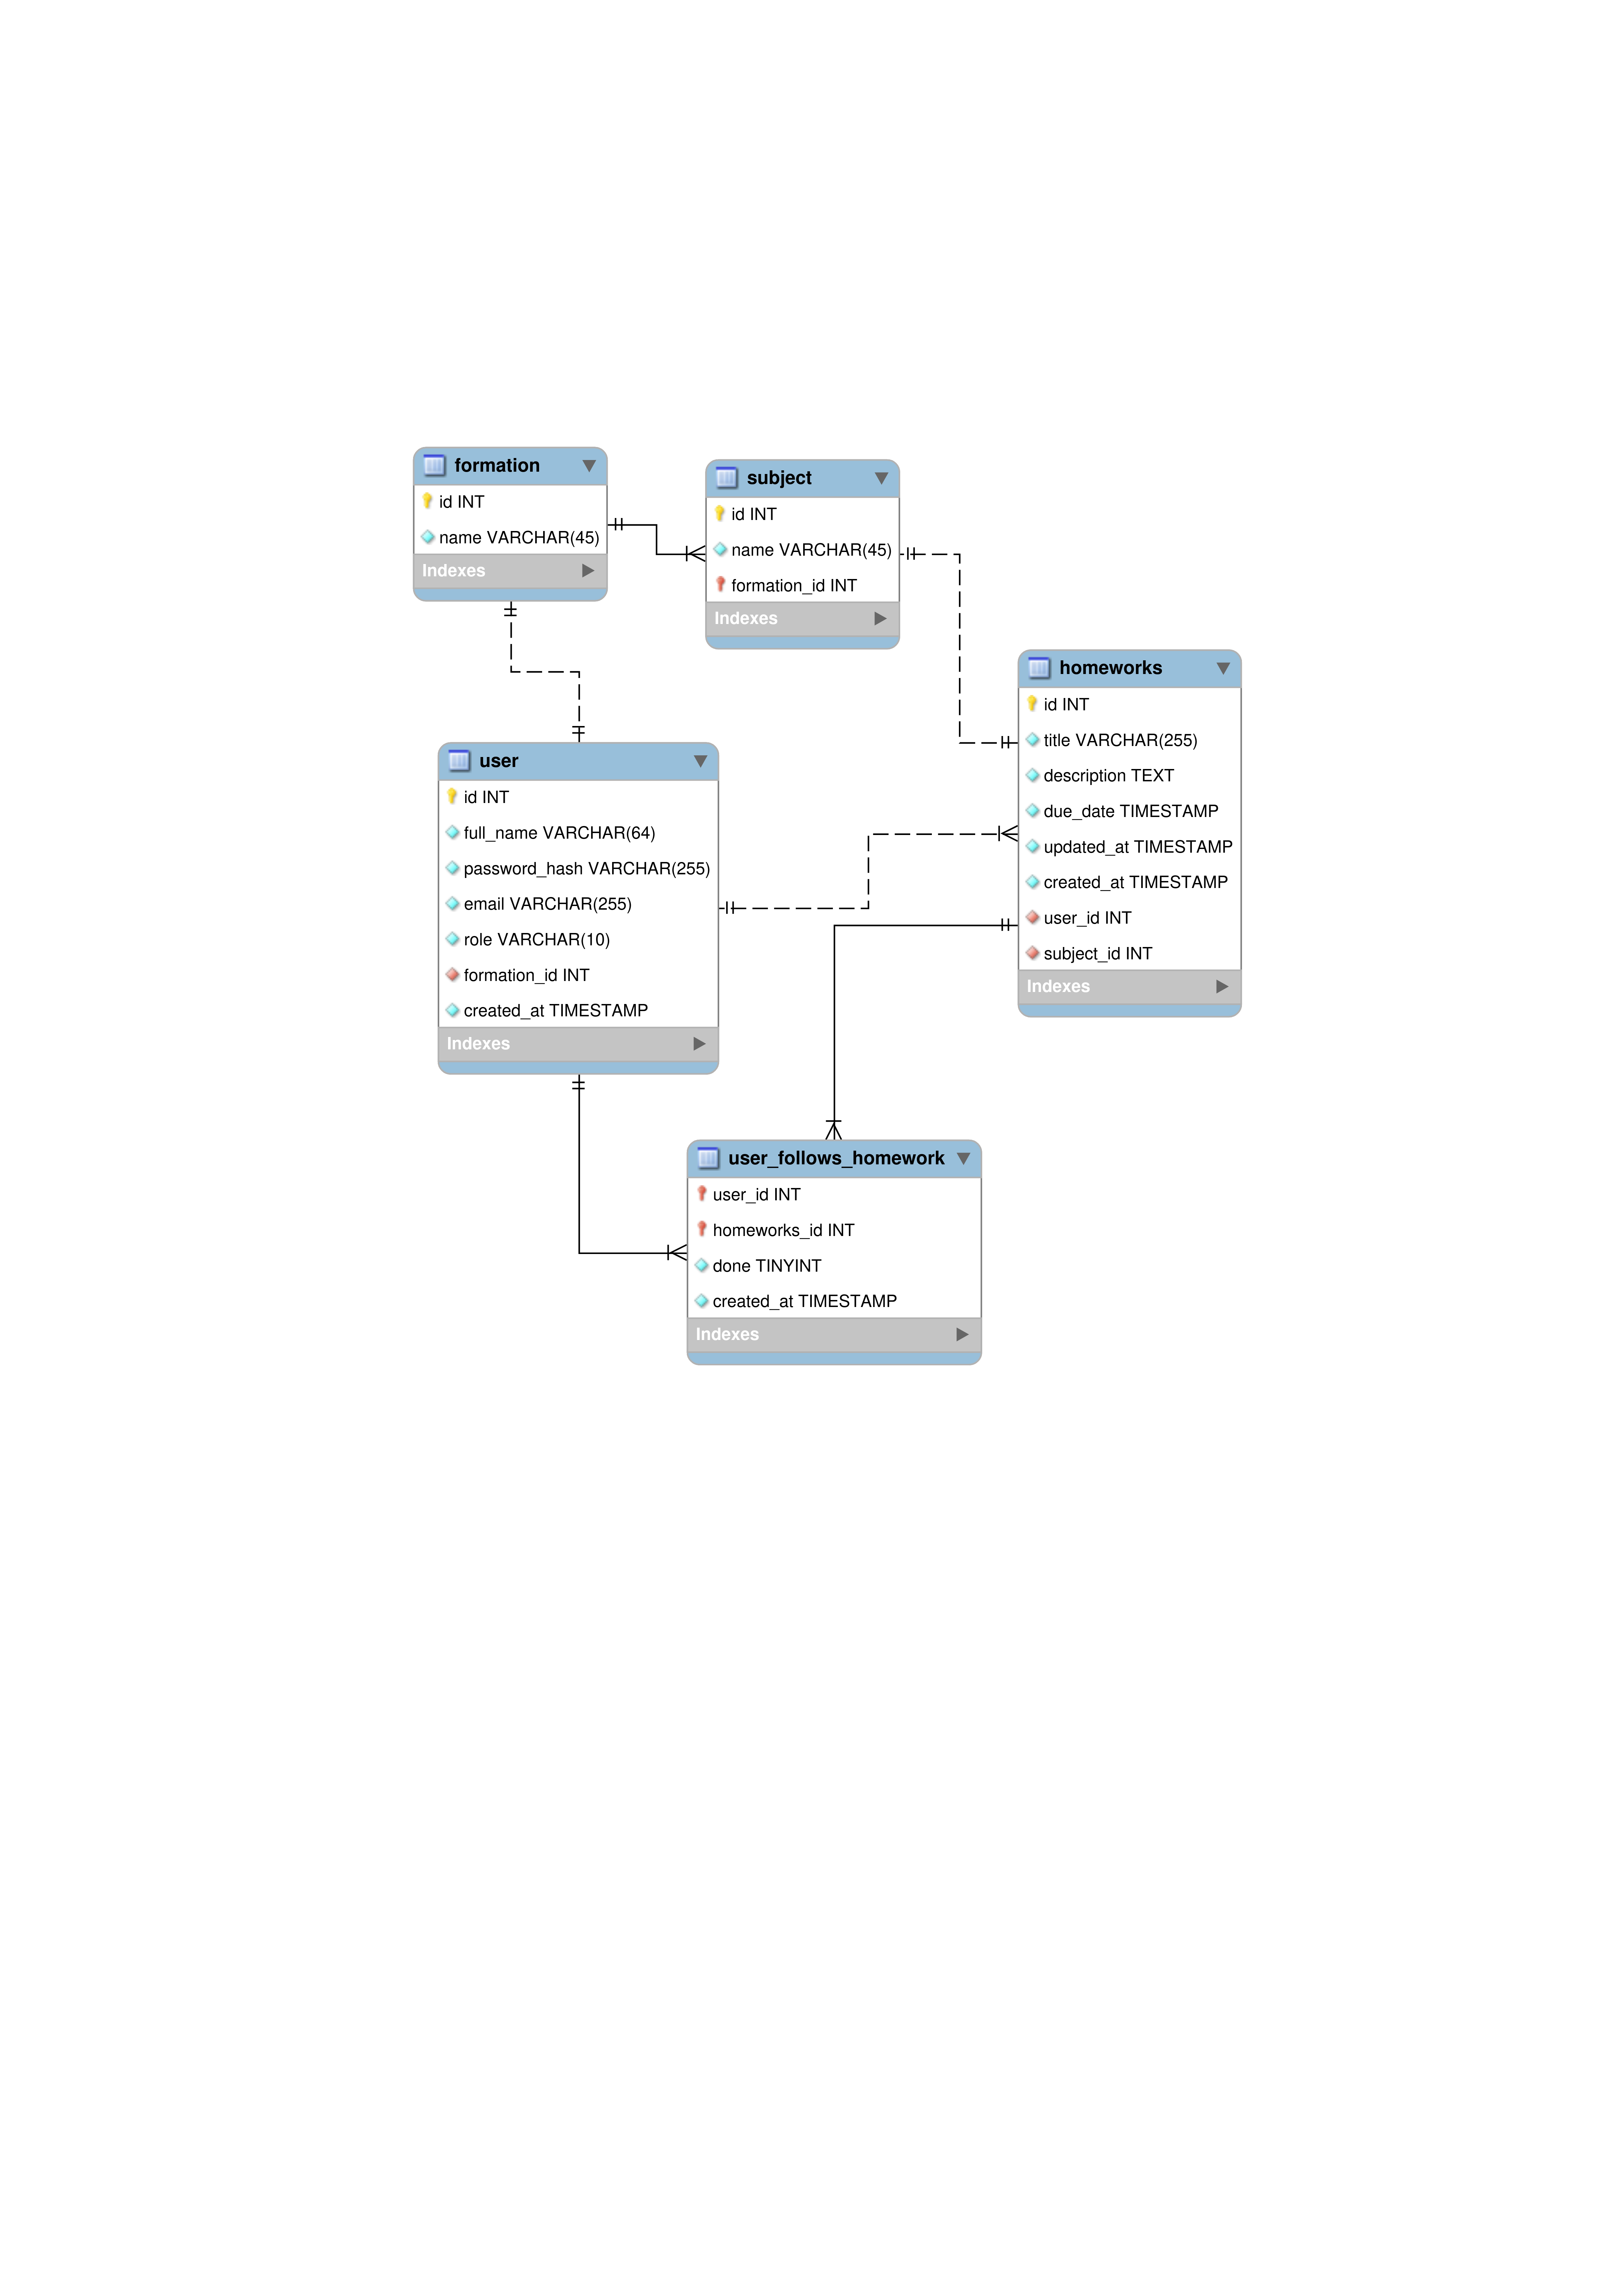 formation
id INT
name VARCHAR(45)
Indexes
subject
id INT
name VARCHAR(45)
formation_id INT
Indexes
homeworks
id INT
title VARCHAR(255)
description TEXT
due_date TIMESTAMP
updated_at TIMESTAMP
created_at TIMESTAMP
user_id INT
subject_id INT
Indexes
user
id INT
full_name VARCHAR(64)
password_hash VARCHAR(255)
email VARCHAR(255)
role VARCHAR(10)
formation_id INT
created_at TIMESTAMP
Indexes
user_follows_homework
user_id INT
homeworks_id INT
done TINYINT
created_at TIMESTAMP
Indexes